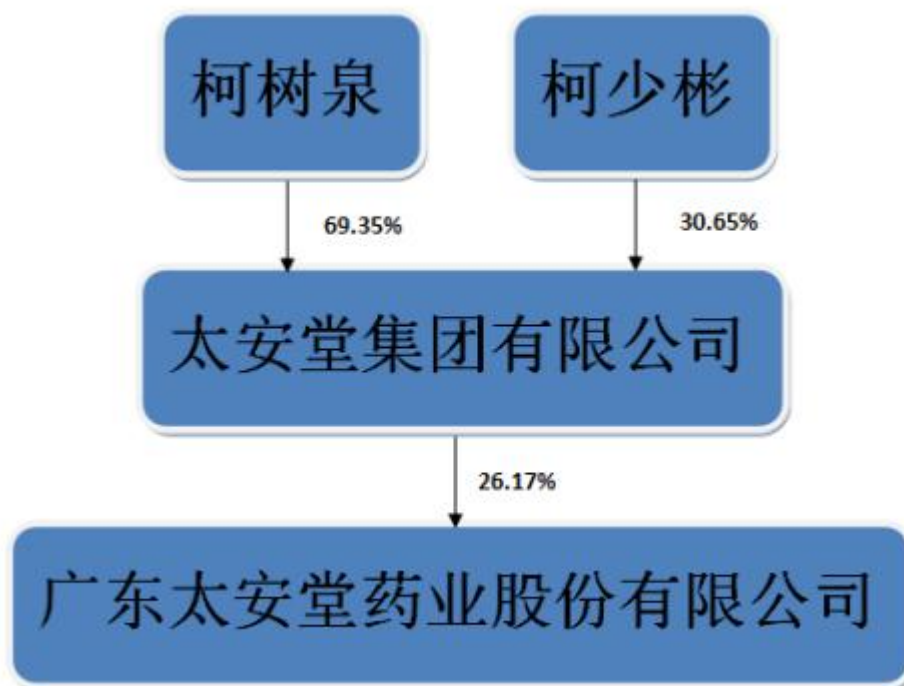 柯树泉
柯少彬
69.35%
30.65%
太安堂集团有限公司
26.17%
广东太安堂药业股份有限公司